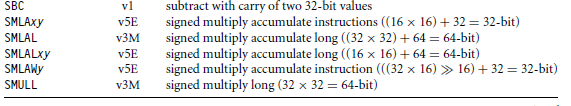 SBC v1 subtract with carry of two 32-bit values
SMLAxy v5E signed multiply accumulate instructions ((16 × 16) + 32 = 32-bit)
SMLAL v3M signed multiply accumulate long ((32 × 32) + 64 = 64-bit)
SMLALxy v5E signed multiply accumulate long ((16 × 16) + 64 = 64-bit)
SMLAWy v5E signed multiply accumulate instruction (((32 × 16) ≫ 16) + 32 = 32-bit)
SMULL v3M signed multiply long (32 × 32 = 64-bit)